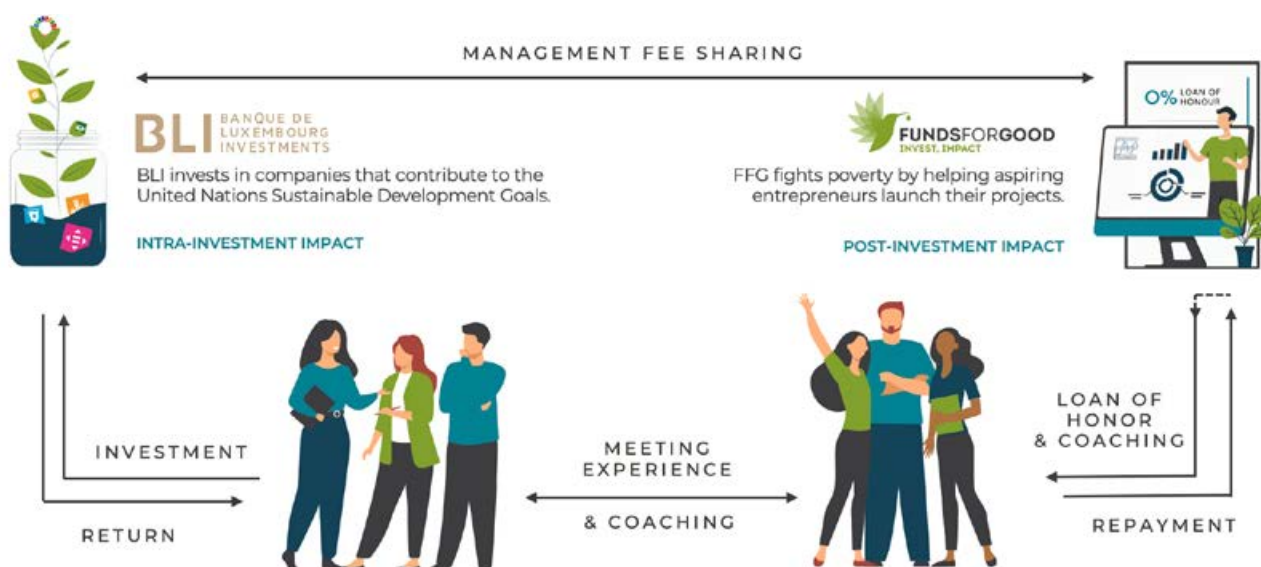 MANAGEMENT FEE SHARING
BLI BANQUE DE
LUXEMBOURG
INVESTMENTS
BLI invests in companies that contribute to the
United Nations Sustainable Development Goals.
INTRA-INVESTMENT IMPACT
FUNDSFORGOOD
INVEST. IMPACT
FFG fights poverty by helping aspiring
entrepreneurs launch their projects.
POST-INVESTMENT IMPACT
0% LOAN OF
HONOUR
INVESTMENT
RETURN
MEETING
EXPERIENCE
& COACHING
LOAN OF
HONOR
& COACHING
REPAYMENT